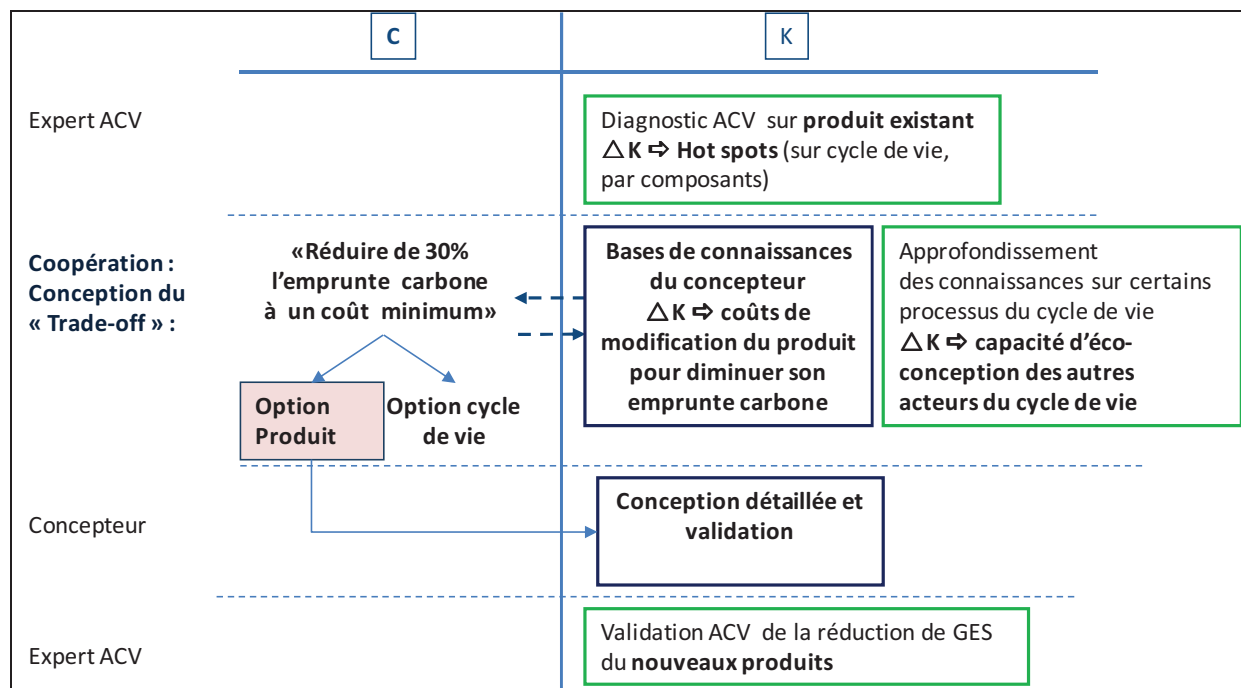 C
K
Expert ACV
Diagnostic ACV sur produit existant
△K ⇨ Hot spots (sur cycle de vie,
par composants)
Coopération :
Conception du
« Trade-off » :
«Réduire de 30%
l'emprunte carbone
à un coût minimum»
Option
Produit
Option cycle
de vie
Bases de connaissances
du concepteur
△K ⇨ coûts de
modification du produit
pour diminuer son
emprunte carbone
Approfondissement
des connaissances sur certains
processus du cycle de vie
△K ⇨ capacité d'éco-
conception des autres
acteurs du cycle de vie
Concepteur
Conception détaillée et
validation
Expert ACV
Validation ACV de la réduction de GES
du nouveaux produits